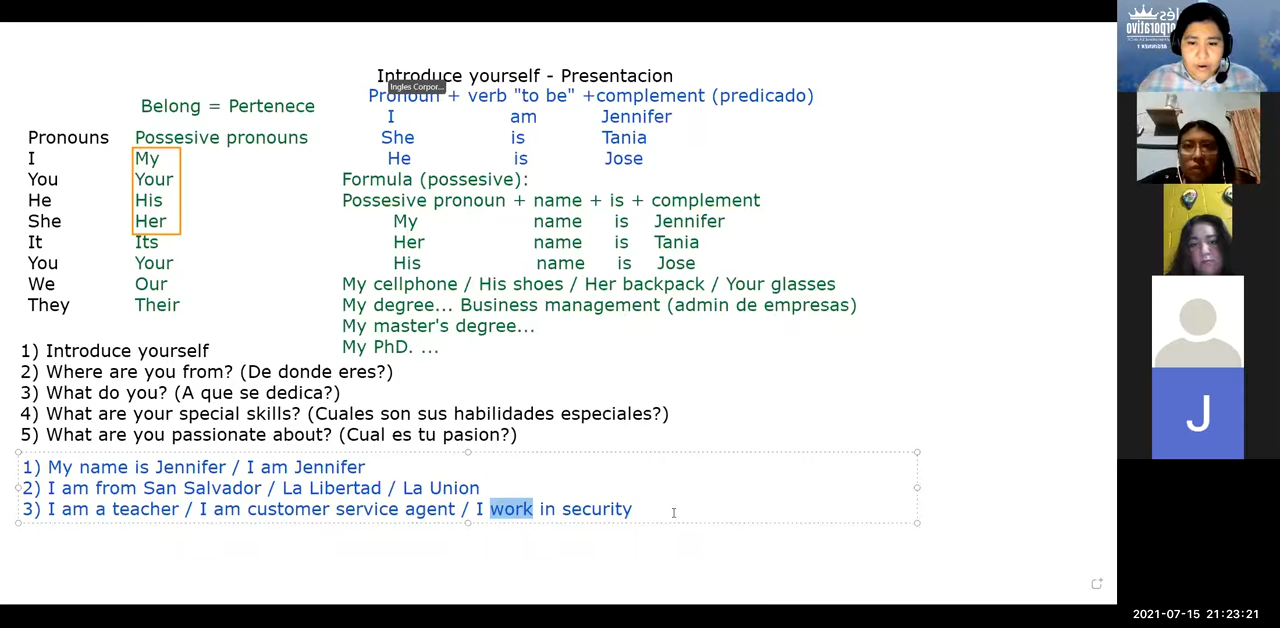 Introduce yourself - Presentacion
Ingles Corpor...
Pronoun + verb "to be" +complement (predicado)
I am Jennifer
She is Tania
He is Jose
Belong = Pertenece
Pronouns Possesive pronouns
I My
You Your
He His
She Her
It Its
You Your
We Our
They Their
Formula (possesive):
Possesive pronoun + name + is + complement
My name is Jennifer
Her name is Tania
His name is Jose
My cellphone / His shoes / Her backpack / Your glasses
My degree... Business management (admin de empresas)
My master's degree...
My PhD. ...
1) Introduce yourself
2) Where are you from? (De donde eres?)
3) What do you? (A que se dedica?)
4) What are your special skills? (Cuales son sus habilidades especiales?)
5) What are you passionate about? (Cual es tu pasion?)
1) My name is Jennifer / I am Jennifer
2) I am from San Salvador / La Libertad / La Union
3) I am a teacher / I am customer service agent / I work in security
J
2021-07-15 21:23:21